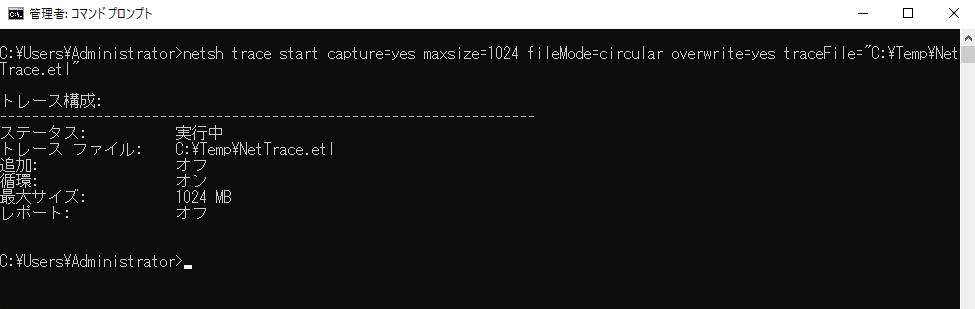 管理者: コマンド プロンプト
C:¥Users¥Administrator>netsh trace start capture=yes maxsize=1024 fileMode=circular overwrite=yes traceFile="C:¥Temp¥Net
Trace.etl"
トレース構成:
-------------------------------------------------------------------
ステータス: 実行中
トレース ファイル: C:¥Temp¥NetTrace.etl
追加: オフ
循環: オン
最大サイズ: 1024 MB
レポート: オフ
C:¥Users¥Administrator>